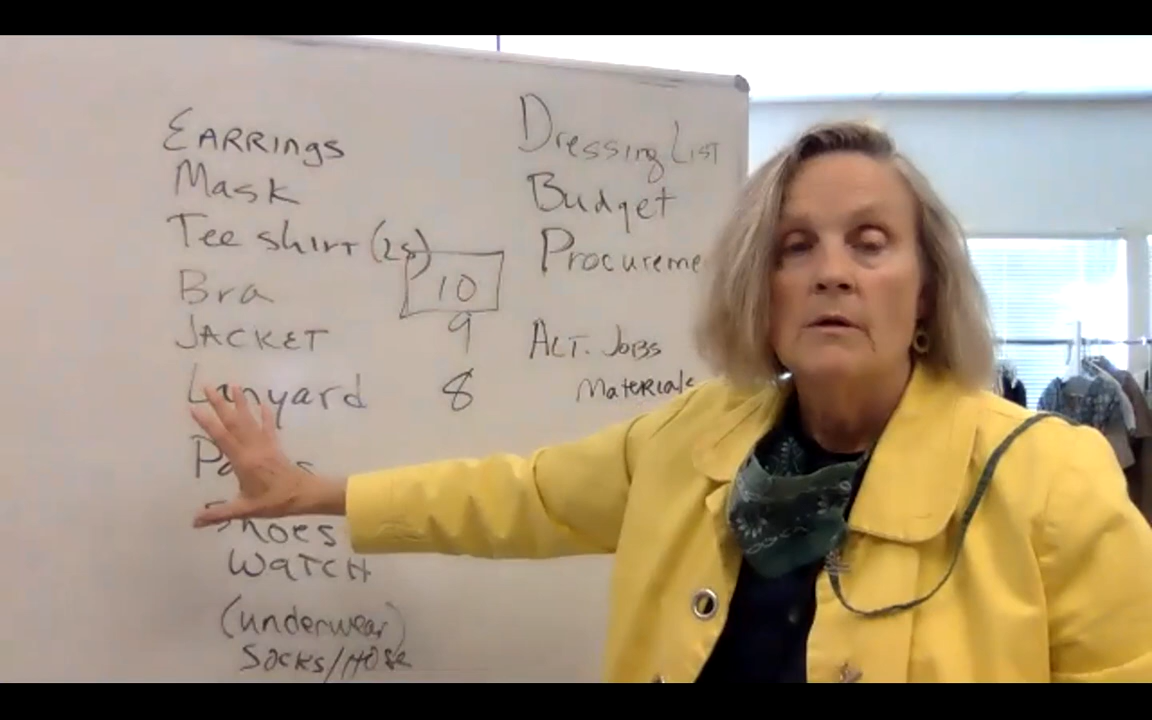 EARRINGS
Mask
Tee shirt (2s)
Bra
JACKET
Lanyard
Shoes
WATCH
(underwear)
Socks/Hose
10
9
8
Dressing List
Budget
Procureme
ALT. JOBS
Materials